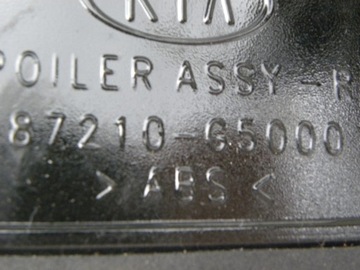 KIA
POILER ASSY-R
87210-G5000
> ABS <